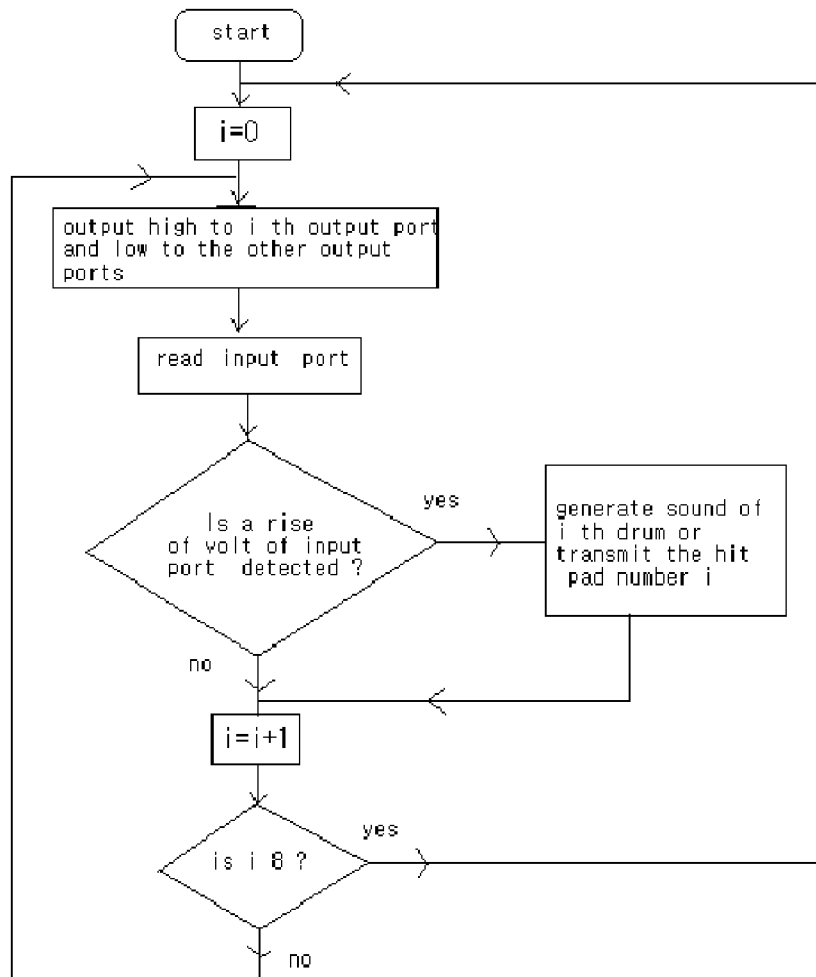 start
i=0
output high to i th output port
and low to the other output
ports
read input port
Is a rise
of volt of input
port detected ?
yes
generate sound of
i th drum or
transmit the hit
pad number i
no
i=i+1
is i 8 ?
yes
no